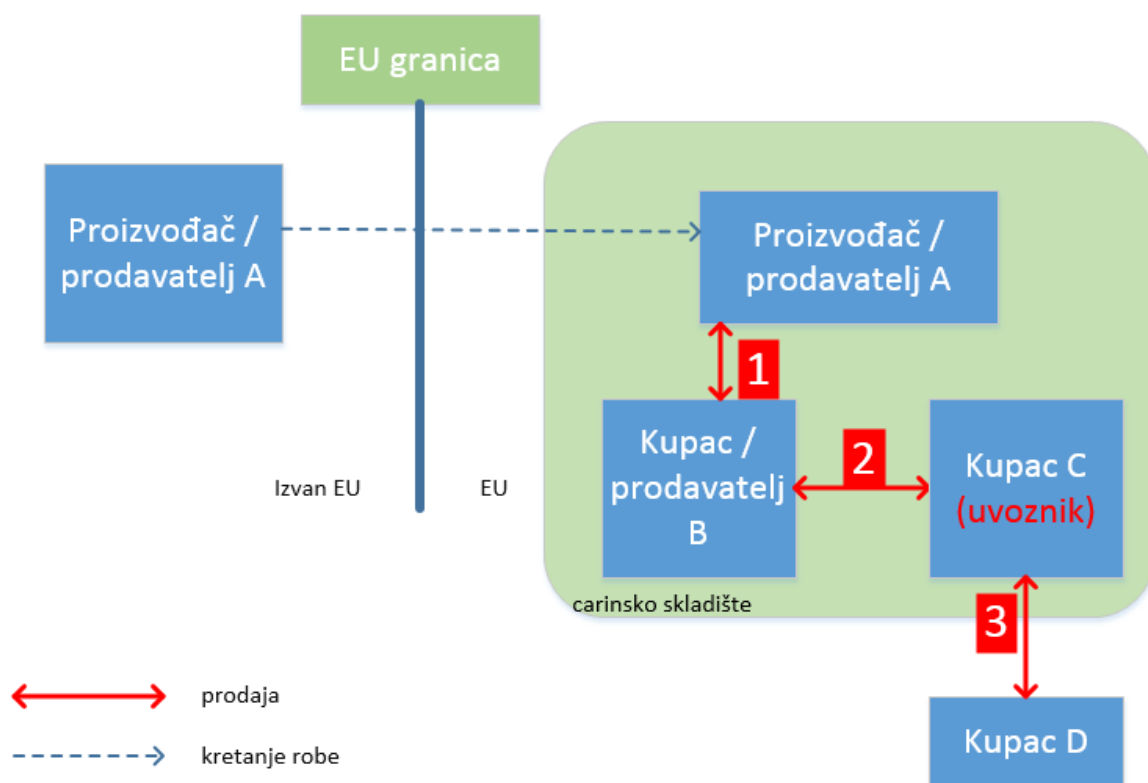 EU granica
Proizvođač /
prodavatelj A
Proizvođač /
prodavatelj A
1
Kupac /
prodavatelj
B
2
Kupac C
(uvoznik)
Izvan EU
EU
carinsko skladište
3
prodaja
Kupac D
kretanje robe